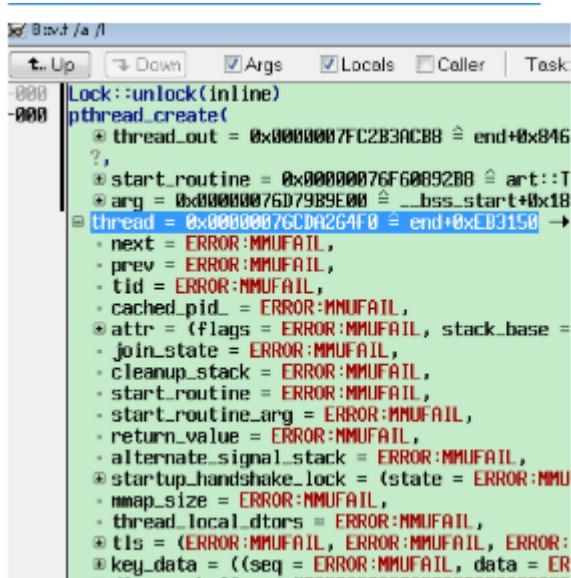 B::v.f /a /l
Up Down Args Locals Caller Task:
-000 Lock::unlock(inline)
-000 pthread_create(
thread_out = 0x0000007FC2B3ACB8 ≙ end+0x846
?,
start_routine = 0x00000076F60892B8 ≙ art::T
arg = 0x00000076D79B9E00 ≙ __bss_start+0x18
thread = 0x00000076CDA264F0 ≙ end+0xEB3150 →
next = ERROR:MMUFAIL,
prev = ERROR:MMUFAIL,
tid = ERROR:MMUFAIL,
cached_pid_ = ERROR:MMUFAIL,
attr = (flags = ERROR:MMUFAIL, stack_base =
join_state = ERROR:MMUFAIL,
cleanup_stack = ERROR:MMUFAIL,
start_routine = ERROR:MMUFAIL,
start_routine_arg = ERROR:MMUFAIL,
return_value = ERROR:MMUFAIL,
alternate_signal_stack = ERROR:MMUFAIL,
startup_handshake_lock = (state = ERROR:MMU
mmap_size = ERROR:MMUFAIL,
thread_local_dtors = ERROR:MMUFAIL,
tls = (ERROR:MMUFAIL, ERROR:MMUFAIL, ERROR:
key_data = ((seq = ERROR:MMUFAIL, data = ER